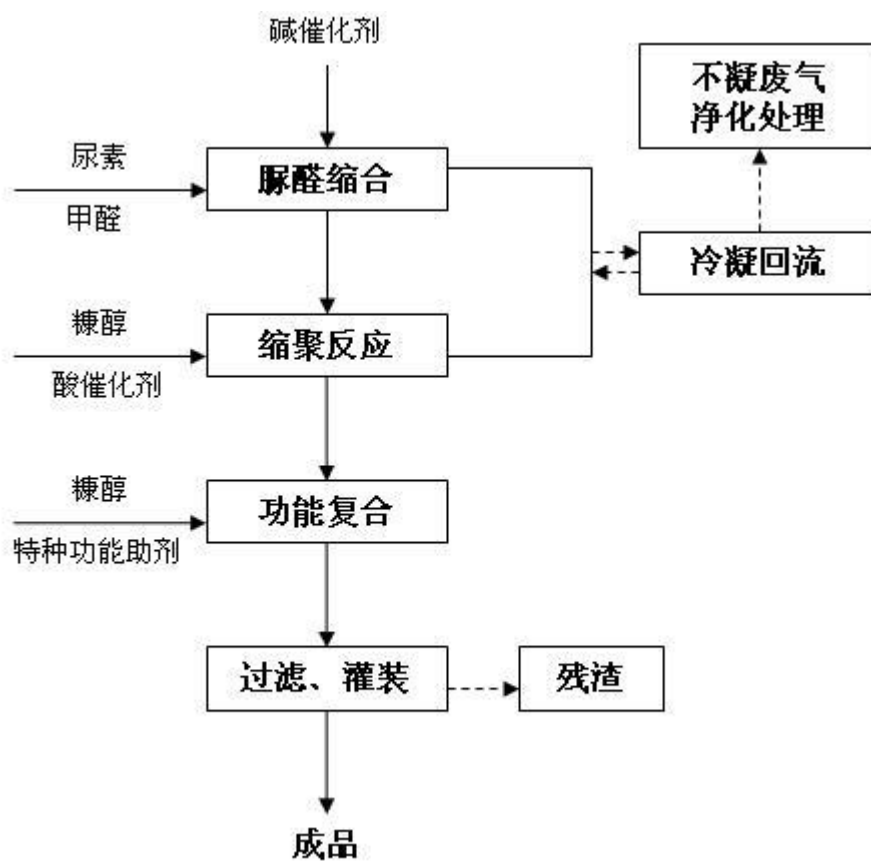 碱催化剂
不凝废气
净化处理
尿素
脲醛缩合
甲醛
冷凝回流
糠醇
缩聚反应
酸催化剂
糠醇
功能复合
特种功能助剂
过滤、灌装
残渣
成品